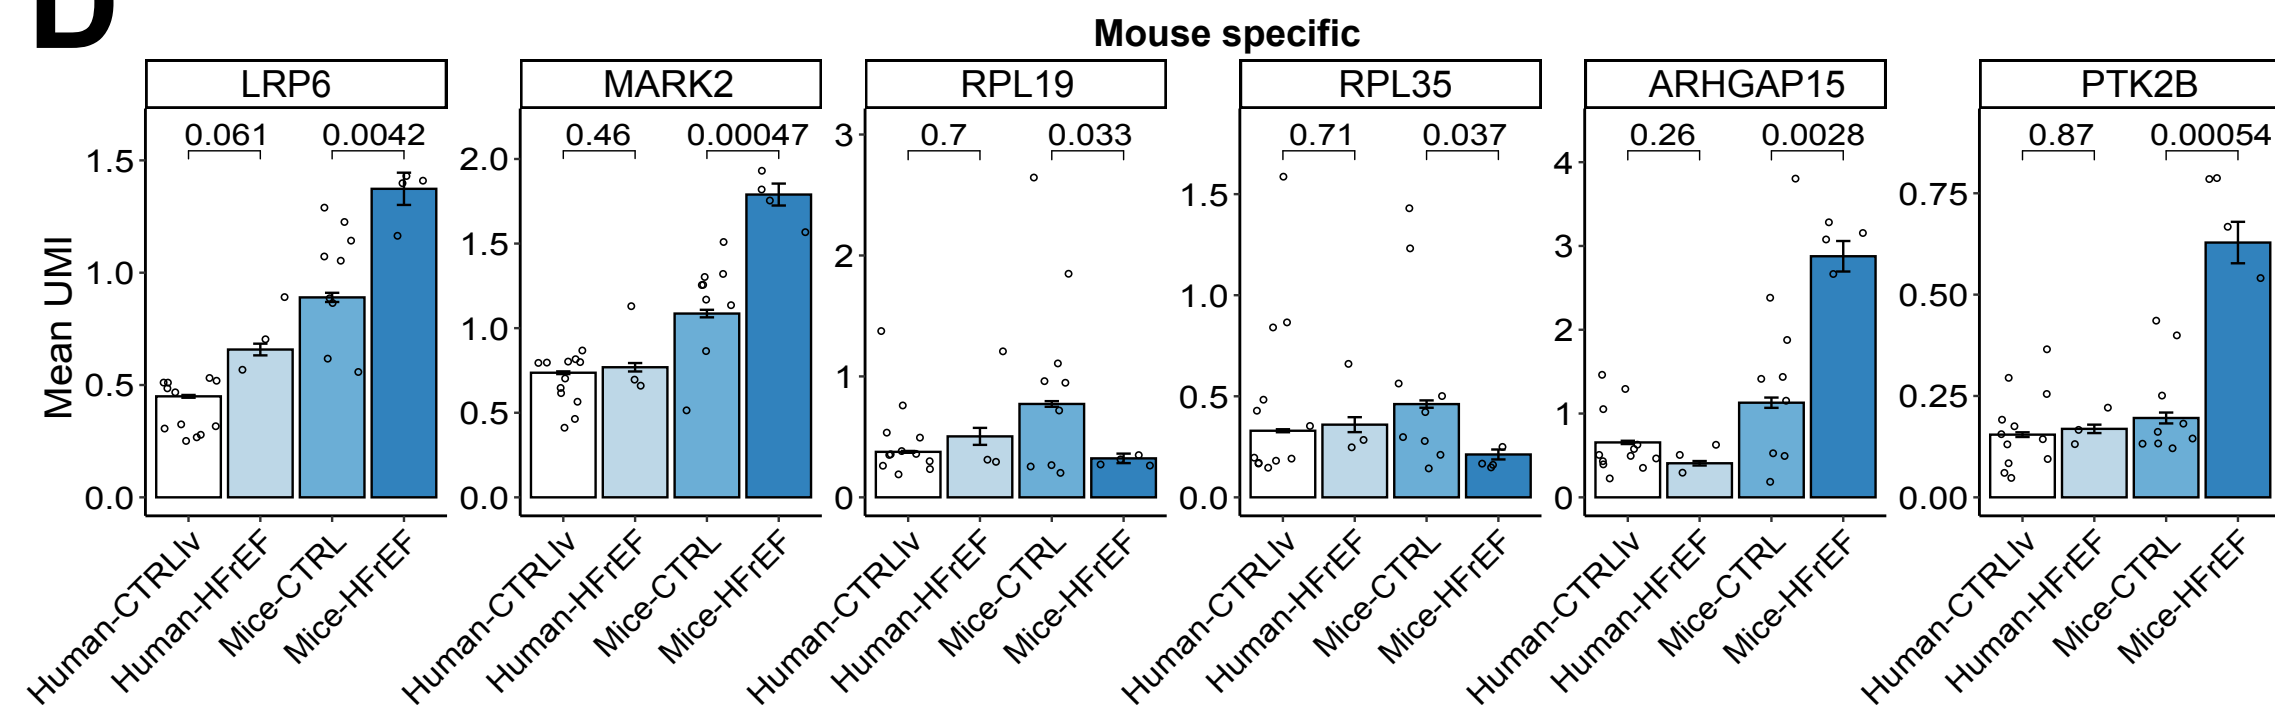 D
Mouse specific
LRP6 MARK2 RPL19 RPL35 ARHGAP15 PTK2B
0.061 0.0042 0.46 0.00047 0.7 0.033 0.71 0.037 0.26 0.0028 0.87 0.00054
Mean UMI
1.5
1.0
0.5
0.0
2.0
1.5
1.0
0.5
0.0
3
2
1
0
1.5
1.0
0.5
0.0
4
3
2
1
0
0.75
0.50
0.25
0.00
Human-CTRLlv
Human-HFrEF
Mice-CTRL
Mice-HFrEF
Human-CTRLlv
Human-HFrEF
Mice-CTRL
Mice-HFrEF
Human-CTRLlv
Human-HFrEF
Mice-CTRL
Mice-HFrEF
Human-CTRLlv
Human-HFrEF
Mice-CTRL
Mice-HFrEF
Human-CTRLlv
Human-HFrEF
Mice-CTRL
Mice-HFrEF
Human-CTRLlv
Human-HFrEF
Mice-CTRL
Mice-HFrEF